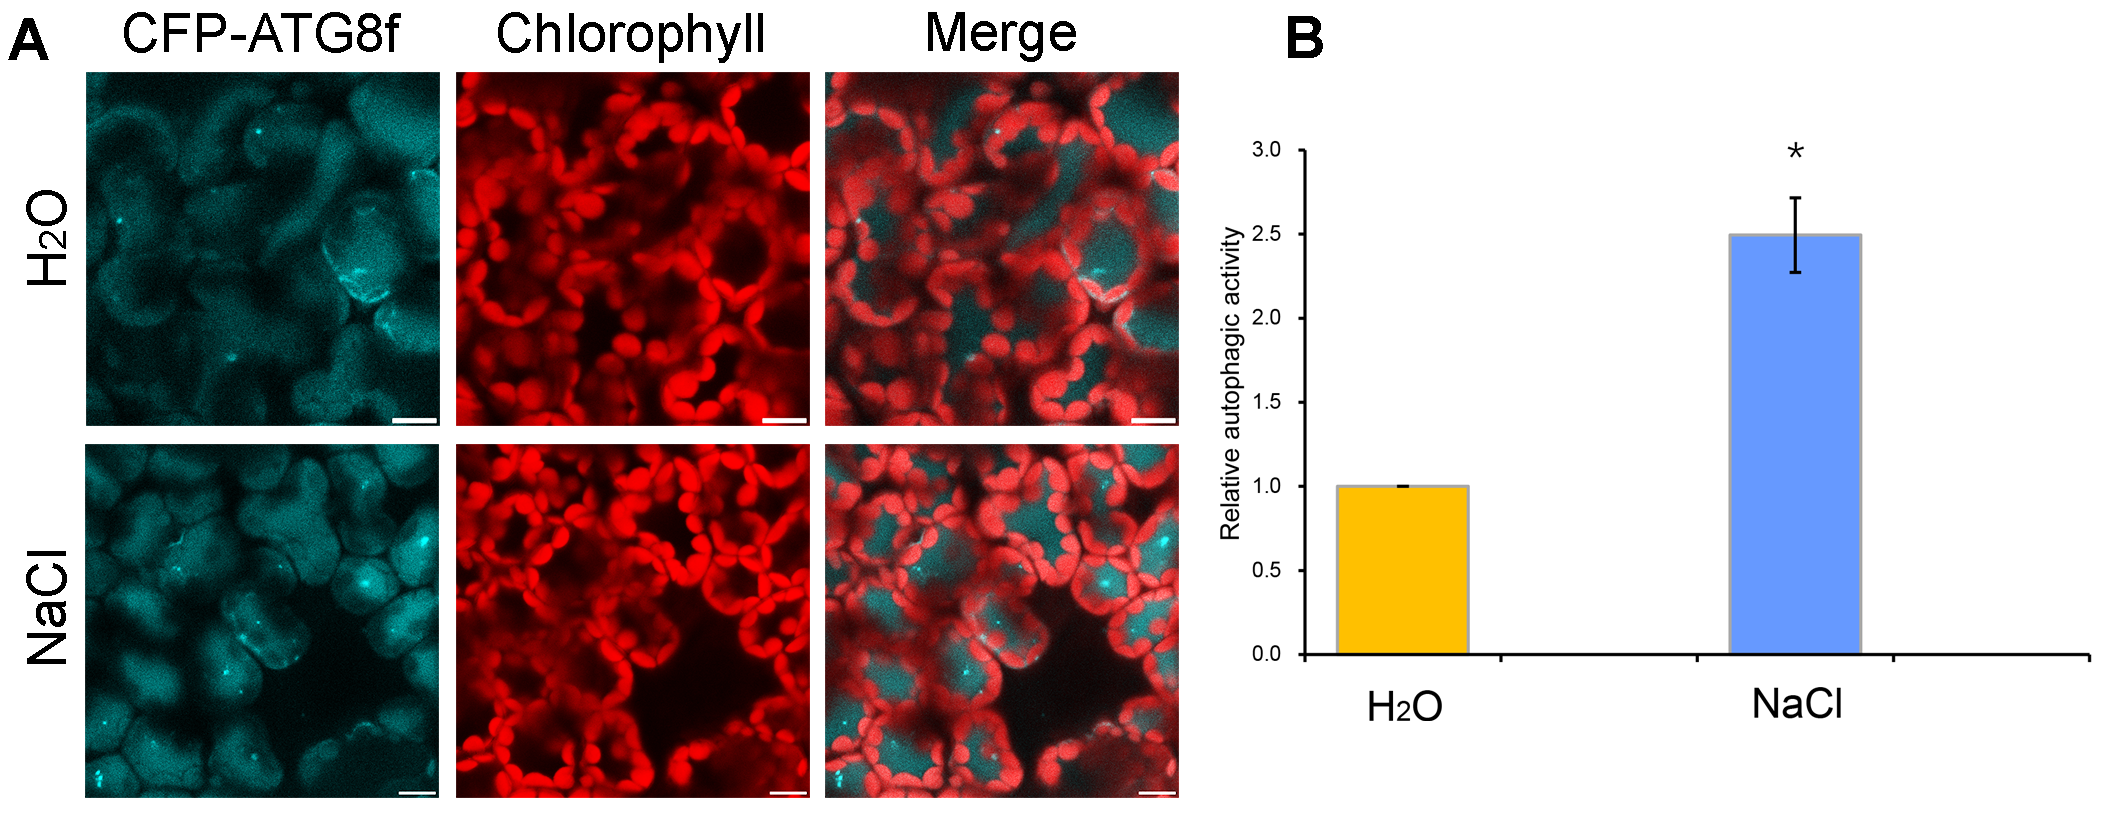 A
CFP-ATG8f
Chlorophyll
Merge
H2O
NaCl
B
Relative autophagic activity
3.0
2.5
2.0
1.5
1.0
0.5
0.0
*
H2O
NaCl